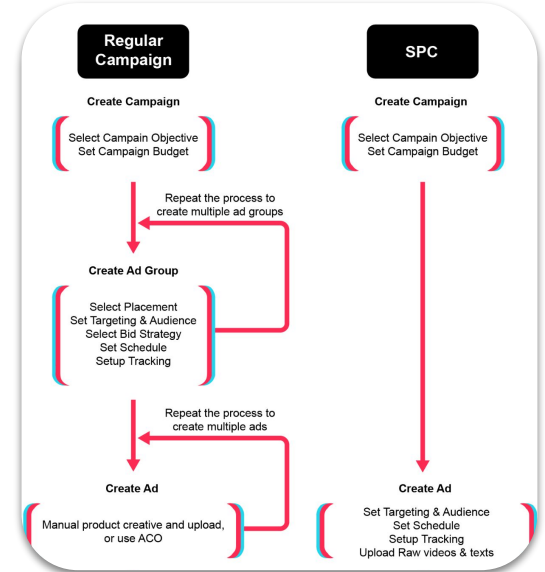 Regular
Campaign
Create Campaign
Select Campain Objective
Set Campaign Budget
Repeat the process to
create multiple ad groups
Create Ad Group
Select Placement
Set Targeting & Audience
Select Bid Strategy
Set Schedule
Setup Tracking
Repeat the process to
create multiple ads
Create Ad
Manual product creative and upload,
or use ACO
SPC
Create Campaign
Select Campain Objective
Set Campaign Budget
Create Ad
Set Targeting & Audience
Set Schedule
Setup Tracking
Upload Raw videos & texts